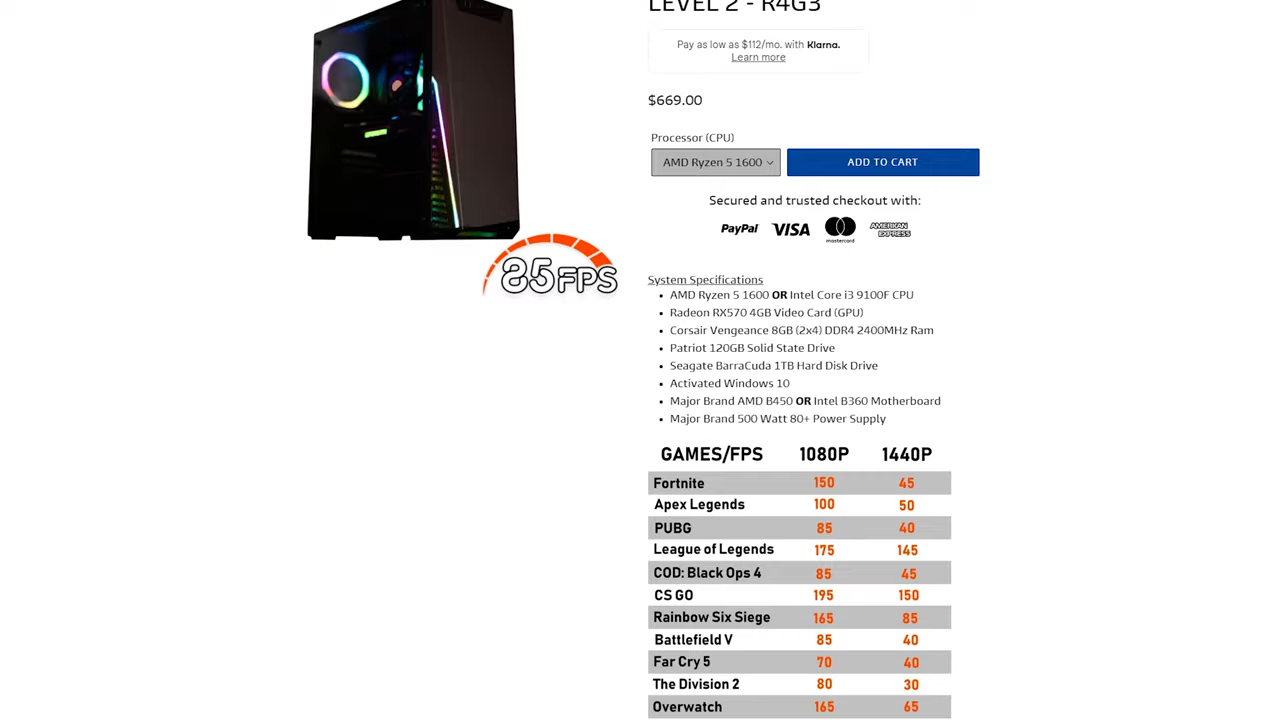 LEVEL 2 - R4G3
Pay as low as $112/mo. with Klarna.
Learn more
$669.00
Processor (CPU)
AMD Ryzen 5 1600
ADD TO CART
Secured and trusted checkout with:
PayPal VISA mastercard AMERICAN EXPRESS
85FPS
System Specifications
• AMD Ryzen 5 1600 OR Intel Core i3 9100F CPU
• Radeon RX570 4GB Video Card (GPU)
• Corsair Vengeance 8GB (2x4) DDR4 2400MHz Ram
• Patriot 120GB Solid State Drive
• Seagate BarraCuda 1TB Hard Disk Drive
• Activated Windows 10
• Major Brand AMD B450 OR Intel B360 Motherboard
• Major Brand 500 Watt 80+ Power Supply
GAMES/FPS 1080P 1440P
Fortnite 150 45
Apex Legends 100 50
PUBG 85 40
League of Legends 175 145
COD: Black Ops 4 85 45
CS GO 195 150
Rainbow Six Siege 165 85
Battlefield V 85 40
Far Cry 5 70 40
The Division 2 80 30
Overwatch 165 65